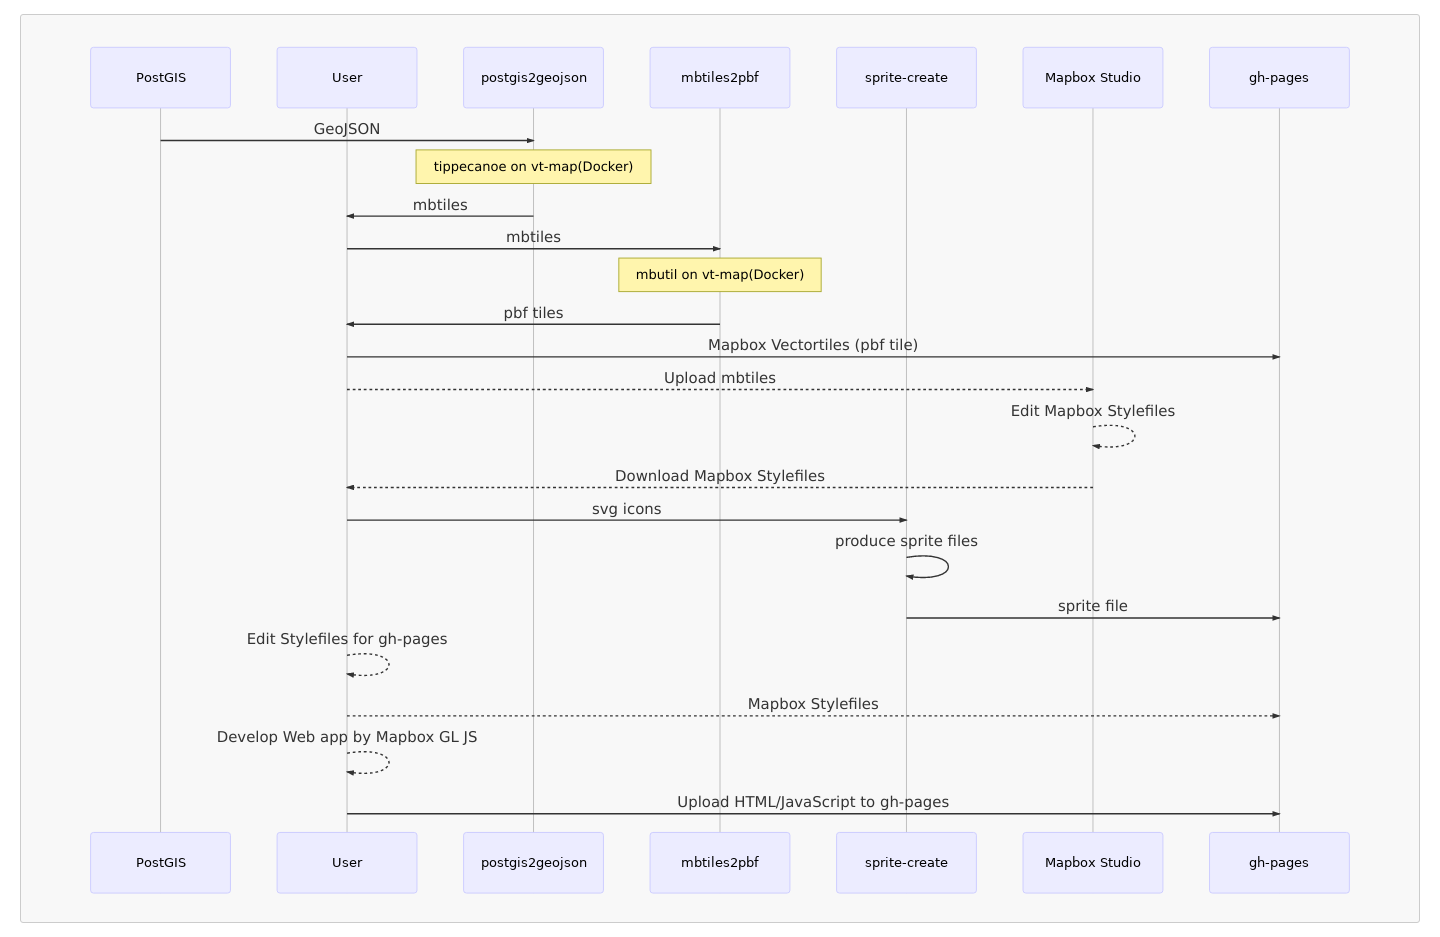 PostGIS
User
postgis2geojson
mbtiles2pbf
sprite-create
Mapbox Studio
gh-pages
GeoJSON
tippecanoe on vt-map(Docker)
mbtiles
mbtiles
mbutil on vt-map(Docker)
pbf tiles
Mapbox Vectortiles (pbf tile)
Upload mbtiles
Edit Mapbox Stylefiles
Download Mapbox Stylefiles
svg icons
produce sprite files
sprite file
Edit Stylefiles for gh-pages
Mapbox Stylefiles
Develop Web app by Mapbox GL JS
Upload HTML/JavaScript to gh-pages
PostGIS
User
postgis2geojson
mbtiles2pbf
sprite-create
Mapbox Studio
gh-pages